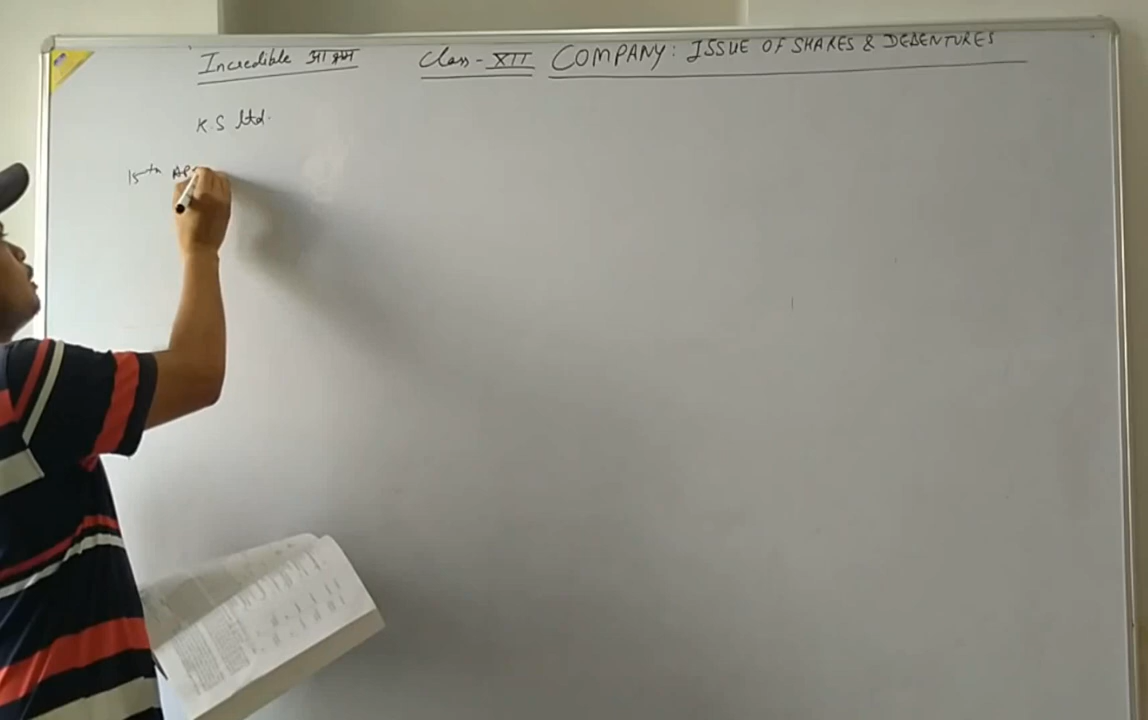 Incredible Class - XII COMPANY: ISSUE OF SHARES & DEBENTURES
K.S ltd.
15th AP